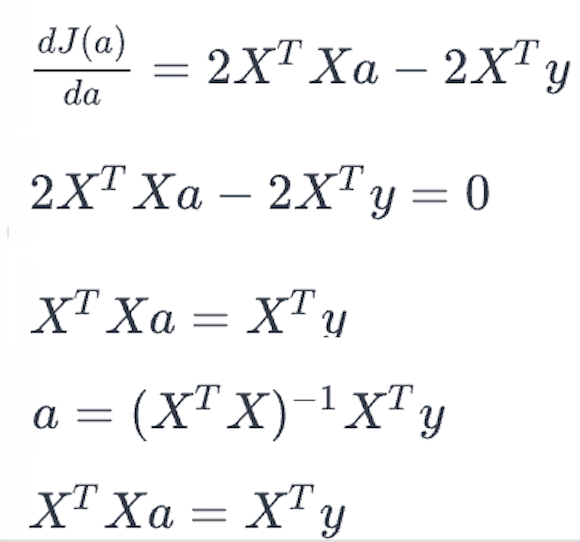 dJ(a)/da = 2X^T Xa − 2X^T y
2X^T Xa − 2X^T y = 0
X^T Xa = X^T y
a = (X^T X)^−1 X^T y
X^T Xa = X^T y